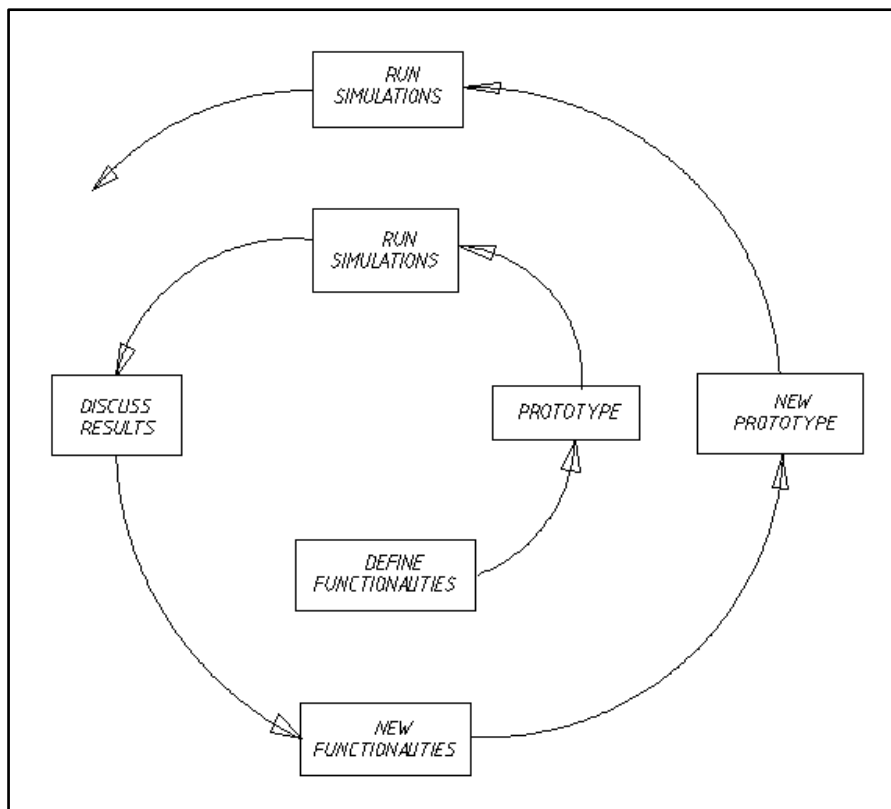 RUN
SIMULATIONS
RUN
SIMULATIONS
DISCUSS
RESULTS
PROTOTYPE
NEW
PROTOTYPE
DEFINE
FUNCTIONALITIES
NEW
FUNCTIONALITIES